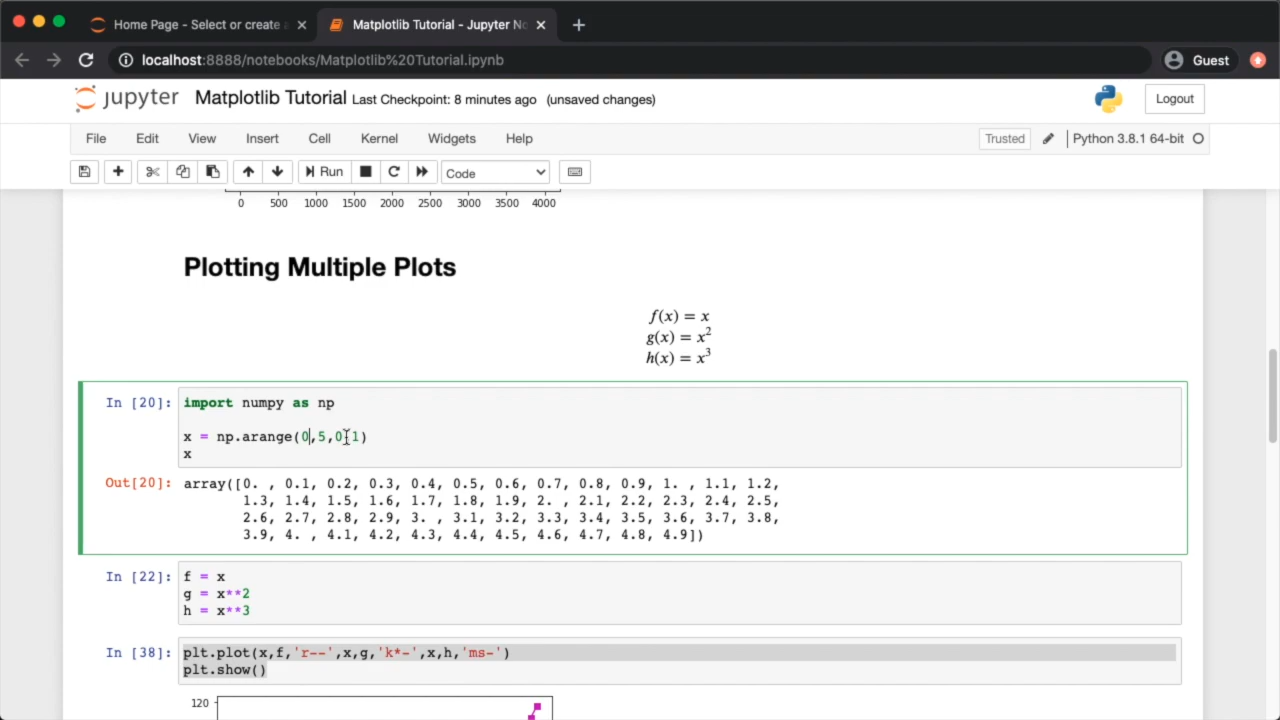 Home Page - Select or create a
Matplotlib Tutorial - Jupyter No
localhost:8888/notebooks/Matplotlib%20Tutorial.ipynb
Guest
jupyter
Matplotlib Tutorial Last Checkpoint: 8 minutes ago (unsaved changes)
Logout
File Edit View Insert Cell Kernel Widgets Help
Trusted
Python 3.8.1 64-bit
Run
Code
0 500 1000 1500 2000 2500 3000 3500 4000
Plotting Multiple Plots
f(x) = x
g(x) = x²
h(x) = x³
In [20]: import numpy as np
x = np.arange(0,5,0.1)
x
Out[20]: array([0. , 0.1, 0.2, 0.3, 0.4, 0.5, 0.6, 0.7, 0.8, 0.9, 1. , 1.1, 1.2,
1.3, 1.4, 1.5, 1.6, 1.7, 1.8, 1.9, 2. , 2.1, 2.2, 2.3, 2.4, 2.5,
2.6, 2.7, 2.8, 2.9, 3. , 3.1, 3.2, 3.3, 3.4, 3.5, 3.6, 3.7, 3.8,
3.9, 4. , 4.1, 4.2, 4.3, 4.4, 4.5, 4.6, 4.7, 4.8, 4.9])
In [22]: f = x
g = x**2
h = x**3
In [38]: plt.plot(x,f,'r--',x,g,'k*-',x,h,'ms-')
plt.show()
120